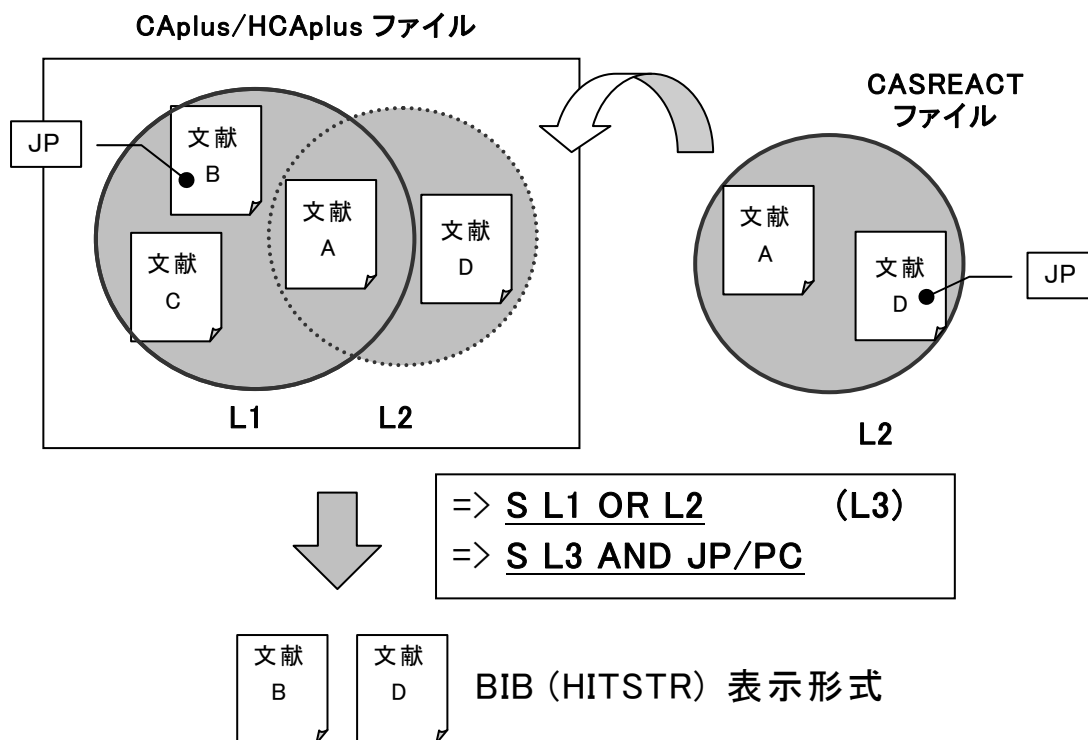 CAplus/HCAplus ファイル
CASREACT
ファイル
JP
文献
B
文献
A
文献
D
文献
C
L1
L2
文献
A
文献
D
JP
L2
=> S L1 OR L2 (L3)
=> S L3 AND JP/PC
文献
B
文献
D
BIB (HITSTR) 表示形式